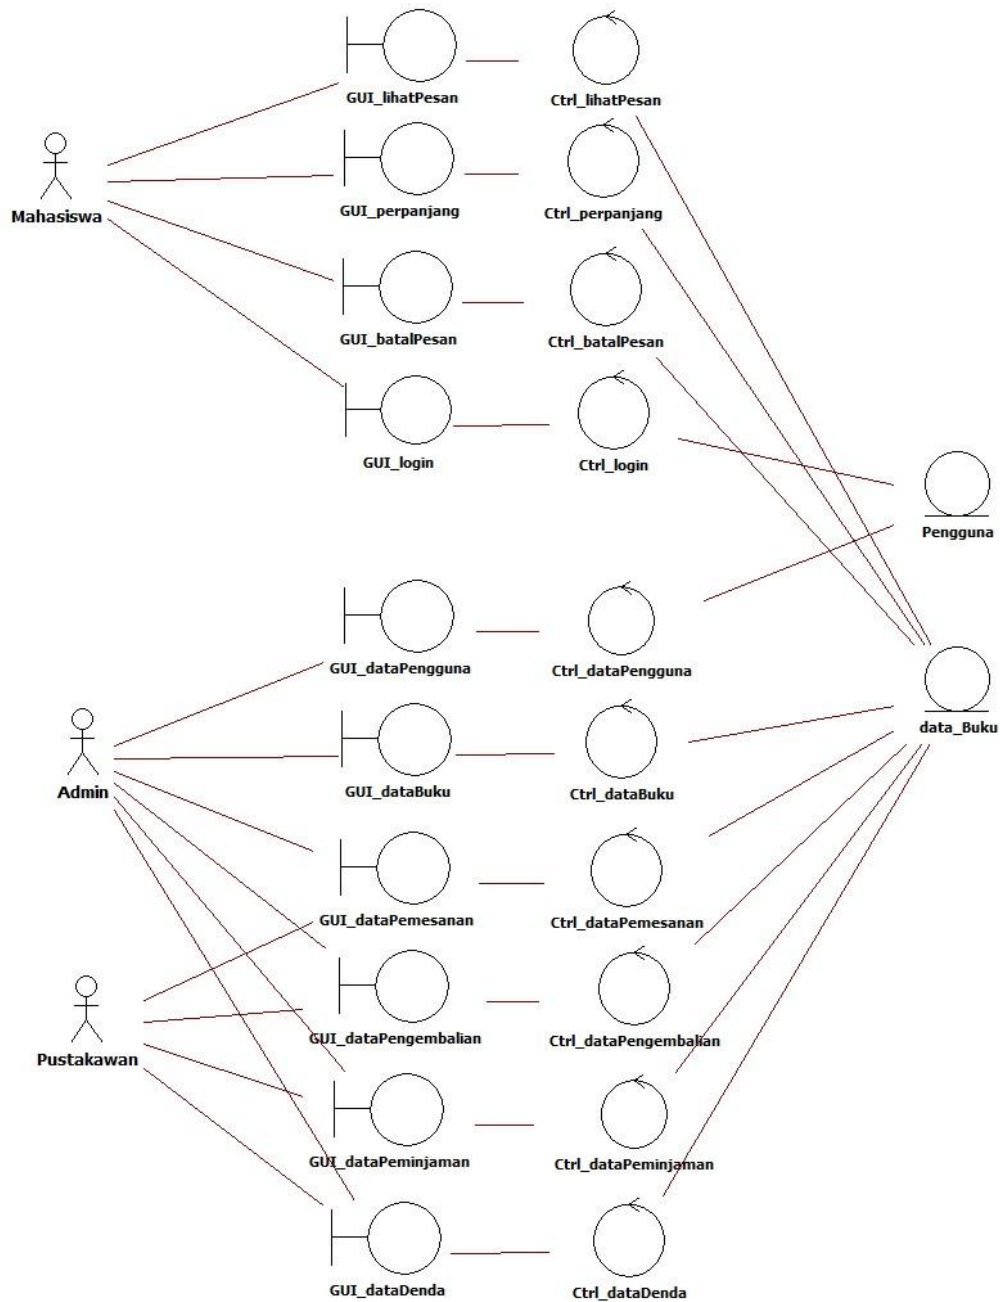 GUI_lihatPesan
Ctrl_lihatPesan
Mahasiswa
GUI_perpanjang
Ctrl_perpanjang
GUI_batalPesan
Ctrl_batalPesan
GUI_login
Ctrl_login
Pengguna
GUI_dataPengguna
Ctrl_dataPengguna
data_Buku
Admin
GUI_dataBuku
Ctrl_dataBuku
GUI_dataPemesanan
Ctrl_dataPemesanan
Pustakawan
GUI_dataPengembalian
Ctrl_dataPengembalian
GUI_dataPeminjaman
Ctrl_dataPeminjaman
GUI_dataDenda
Ctrl_dataDenda